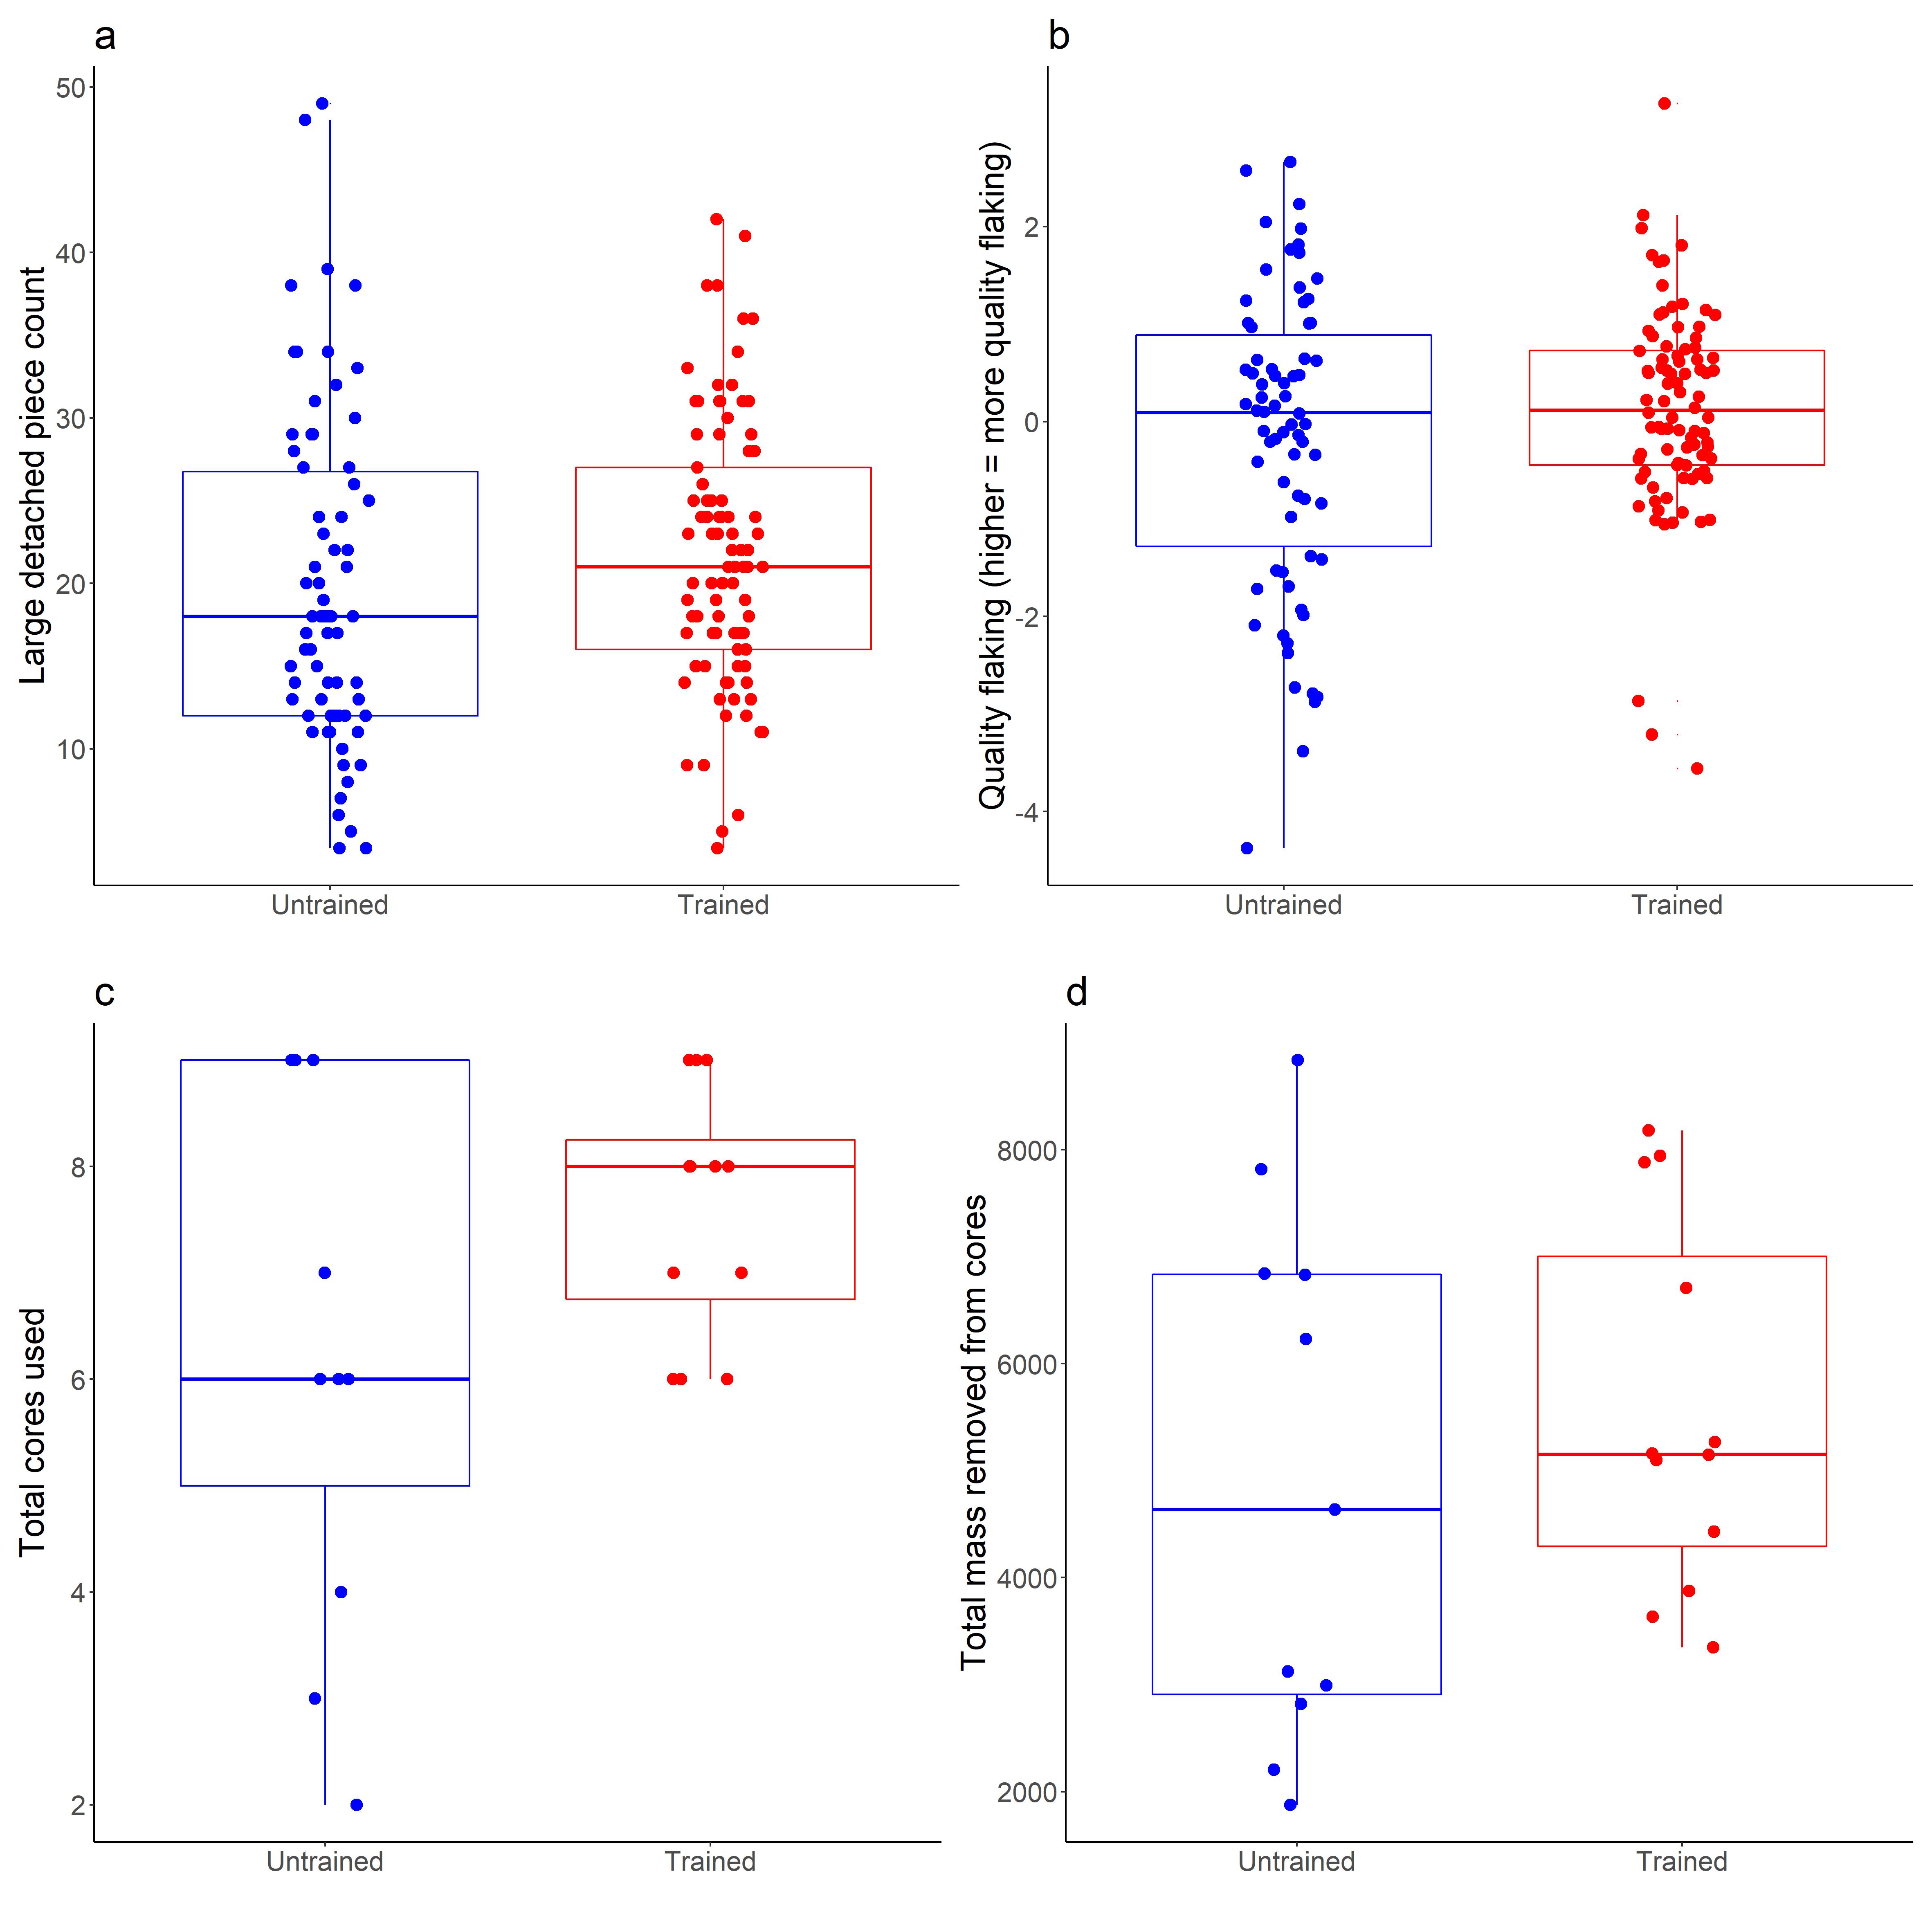 a
Large detached piece count
50
40
30
20
10
Untrained
Trained
b
Quality flaking (higher = more quality flaking)
2
0
-2
-4
Untrained
Trained
c
Total cores used
8
6
4
2
Untrained
Trained
d
Total mass removed from cores
8000
6000
4000
2000
Untrained
Trained